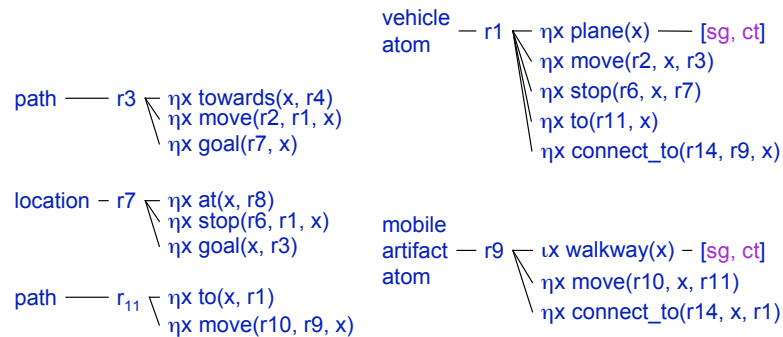 path r3 ηx towards(x, r4)
ηx move(r2, r1, x)
ηx goal(r7, x)
location r7 ηx at(x, r8)
ηx stop(r6, r1, x)
ηx goal(x, r3)
path r11 ηx to(x, r1)
ηx move(r10, r9, x)
vehicle
atom r1 ηx plane(x) [sg, ct]
ηx move(r2, x, r3)
ηx stop(r6, x, r7)
ηx to(r11, x)
ηx connect_to(r14, r9, x)
mobile
artifact r9 ιx walkway(x) [sg, ct]
atom ηx move(r10, x, r11)
ηx connect_to(r14, x, r1)